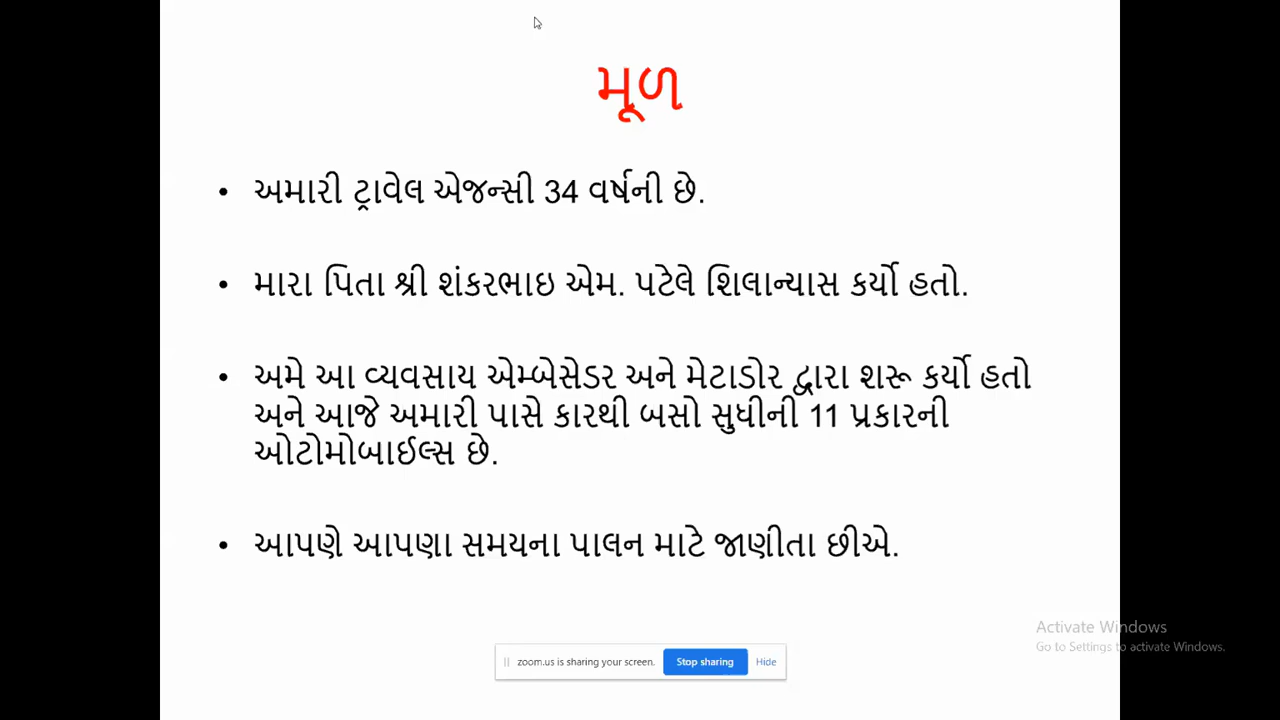 મૂળ
• અમારી ટ્રાવેલ એજન્સી 34 વર્ષની છે.
• મારા પિતા શ્રી શંકરભાઇ એમ. પટેલે શિલાન્યાસ કર્યો હતો.
• અમે આ વ્યવસાય એમ્બેસેડર અને મેટાડોર દ્વારા શરૂ કર્યો હતો
અને આજે અમારી પાસે કારથી બસો સુધીની 11 પ્રકારની
ઓટોમોબાઈલ્સ છે.
• આપણે આપણા સમયના પાલન માટે જાણીતા છીએ.
Activate Windows
Go to Settings to activate Windows.
zoom.us is sharing your screen. Stop sharing Hide